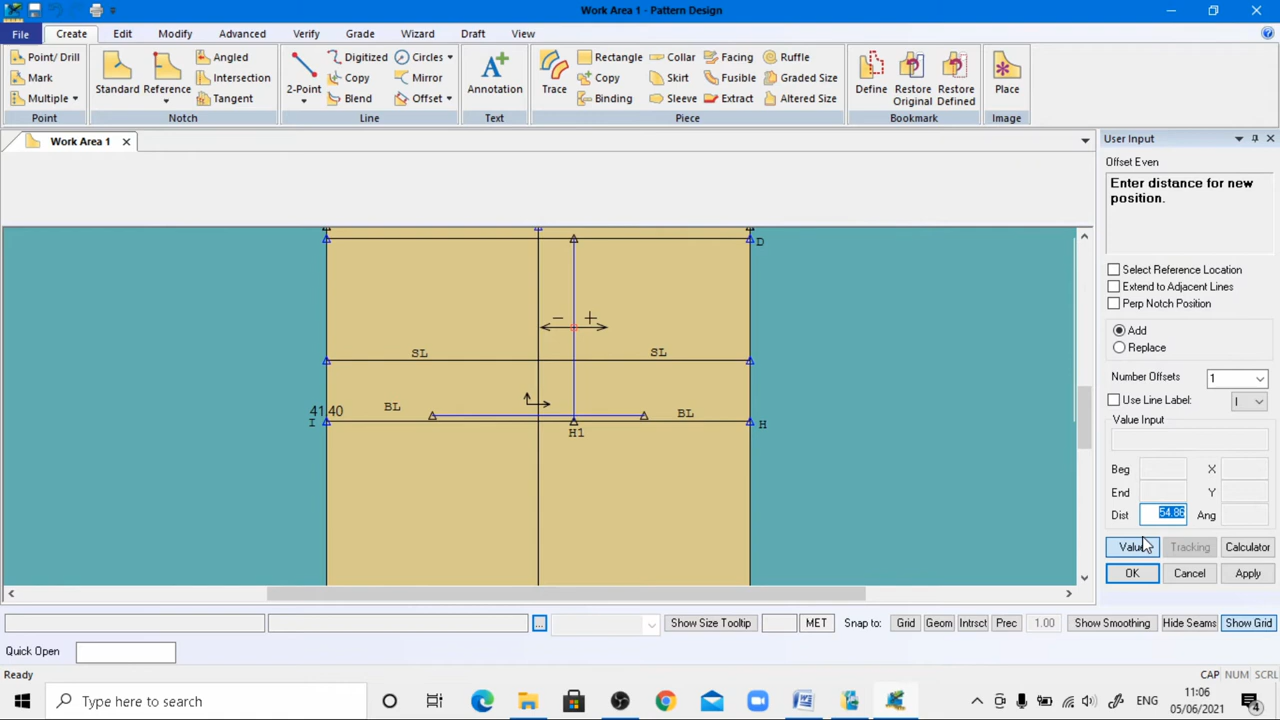 Work Area 1 - Pattern Design
File Create Edit Modify Advanced Verify Grade Wizard Draft View
Point/ Drill Angled Digitized Circles Rectangle Collar Facing Ruffle
Mark Intersection Copy Mirror Copy Skirt Fusible Graded Size
Multiple Tangent Blend Offset Binding Sleeve Extract Altered Size
Standard Reference 2-Point Annotation Trace Define Restore Original Restore Defined Place
Point Notch Line Text Piece Bookmark Image
Work Area 1
User Input
Offset Even
Enter distance for new
position.
D
Select Reference Location
Extend to Adjacent Lines
Perp Notch Position
− +
Add
Replace
SL SL
Number Offsets 1
Use Line Label: I
41.40 BL BL
I H1 H
Value Input
Beg X
End Y
Dist 54.86 Ang
Value Tracking Calculator
OK Cancel Apply
... Show Size Tooltip MET Snap to: Grid Geom Intrsct Prec 1.00 Show Smoothing Hide Seams Show Grid
Quick Open
Ready CAP NUM SCRL
Type here to search
ENG
11:06
05/06/2021
4